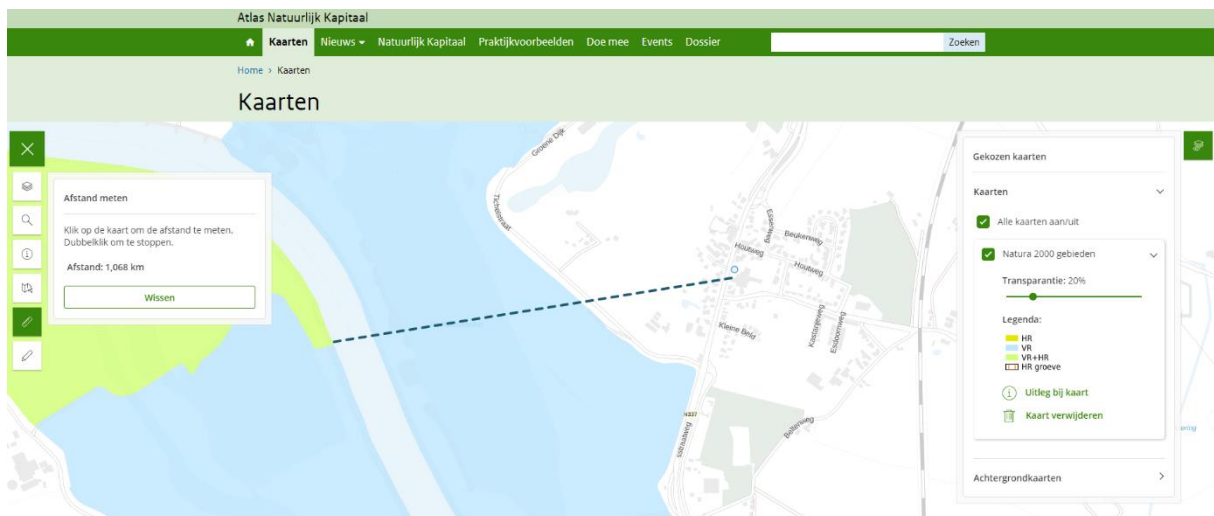 Atlas Natuurlijk Kapitaal
Kaarten Nieuws Natuurlijk Kapitaal Praktijkvoorbeelden Doe mee Events Dossier Zoeken
Home > Kaarten
Kaarten
Afstand meten
Klik op de kaart om de afstand te meten.
Dubbelklik om te stoppen.
Afstand: 1,068 km
Wissen
Groene Dijk
Tichelstraat
Beukenweg
Houtweg
Houtweg
Kleine Beld
Kastanjeweg
Esdoornweg
N337
Bellenweg
Gekozen kaarten
Kaarten
Alle kaarten aan/uit
Natura 2000 gebieden
Transparantie: 20%
Legenda:
HR
VR
VR+HR
HR groeve
Uitleg bij kaart
Kaart verwijderen
Achtergrondkaarten